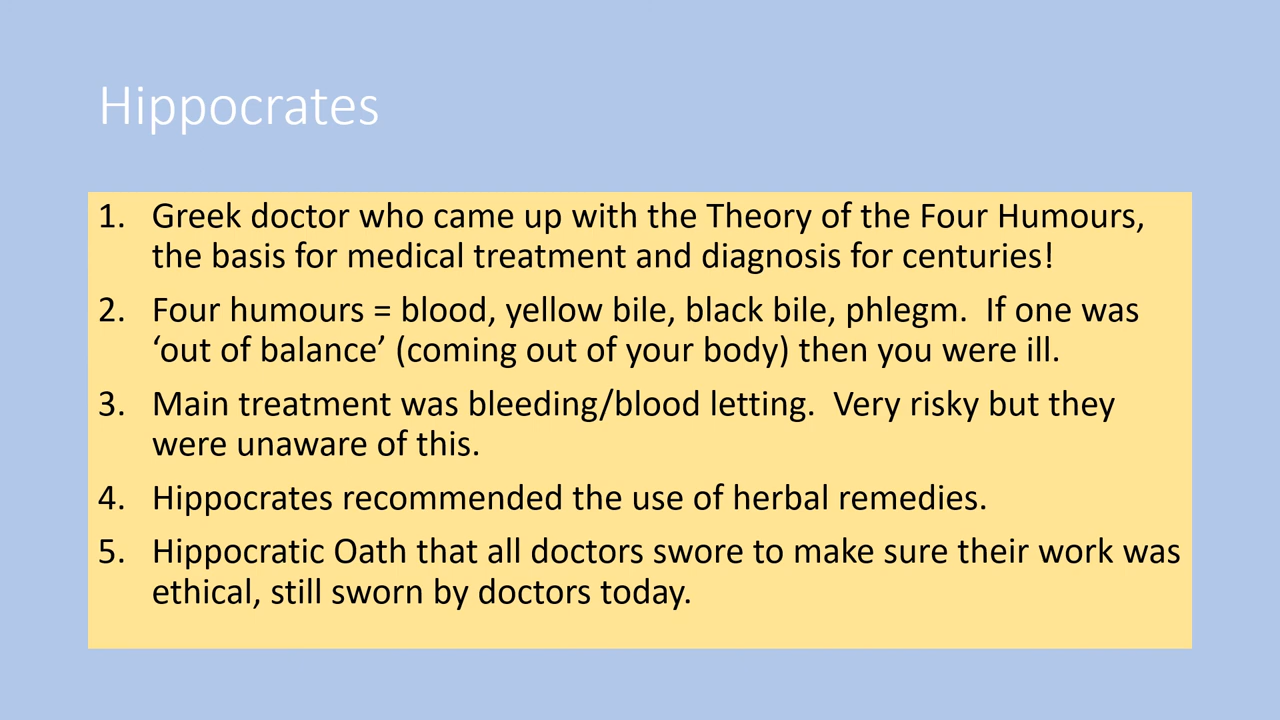 Hippocrates
1. Greek doctor who came up with the Theory of the Four Humours,
the basis for medical treatment and diagnosis for centuries!
2. Four humours = blood, yellow bile, black bile, phlegm.  If one was
‘out of balance’ (coming out of your body) then you were ill.
3. Main treatment was bleeding/blood letting.  Very risky but they
were unaware of this.
4. Hippocrates recommended the use of herbal remedies.
5. Hippocratic Oath that all doctors swore to make sure their work was
ethical, still sworn by doctors today.